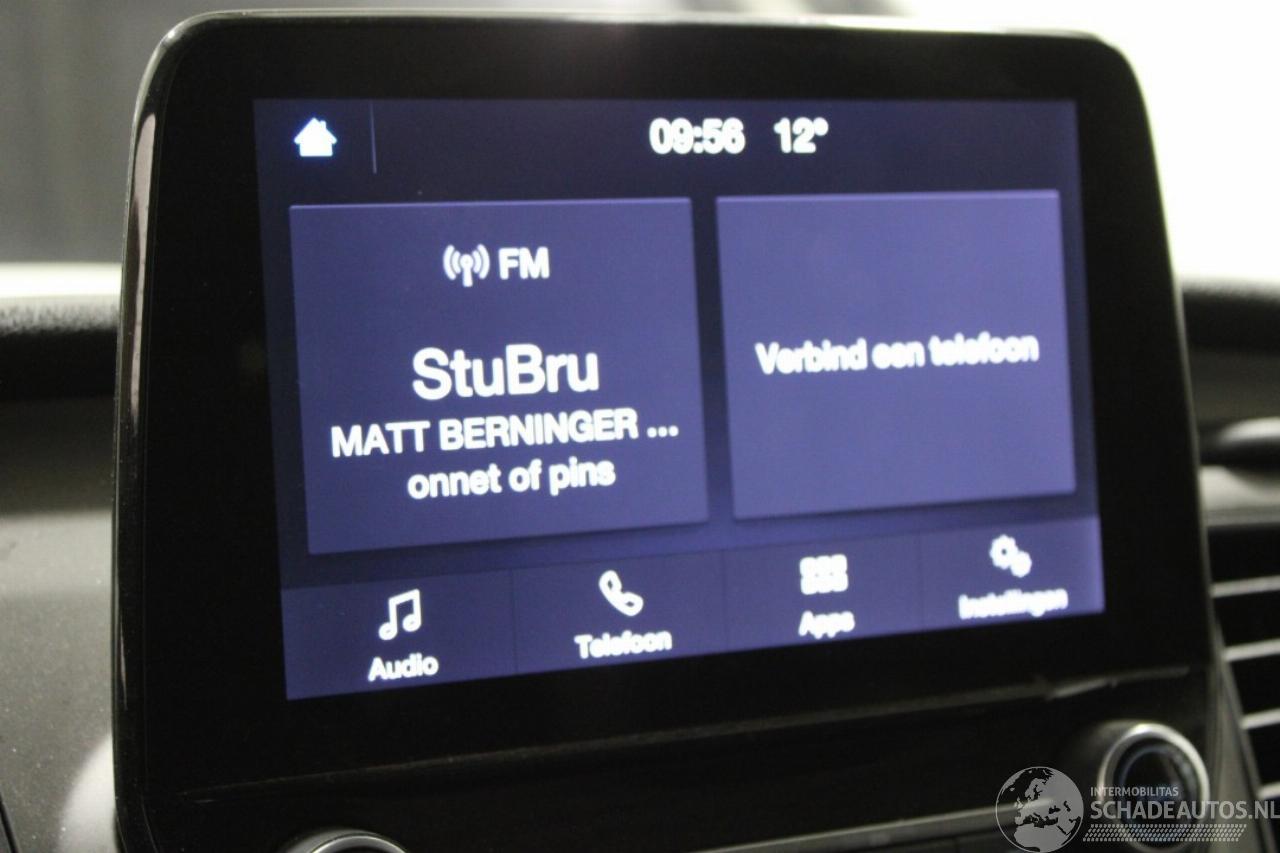 09:56 12°
FM
StuBru
MATT BERNINGER ...
onnet of pins
Verbind een telefoon
Audio
Telefoon
Apps
Instellingen
INTERMOBILITAS
SCHADEAUTOS.NL